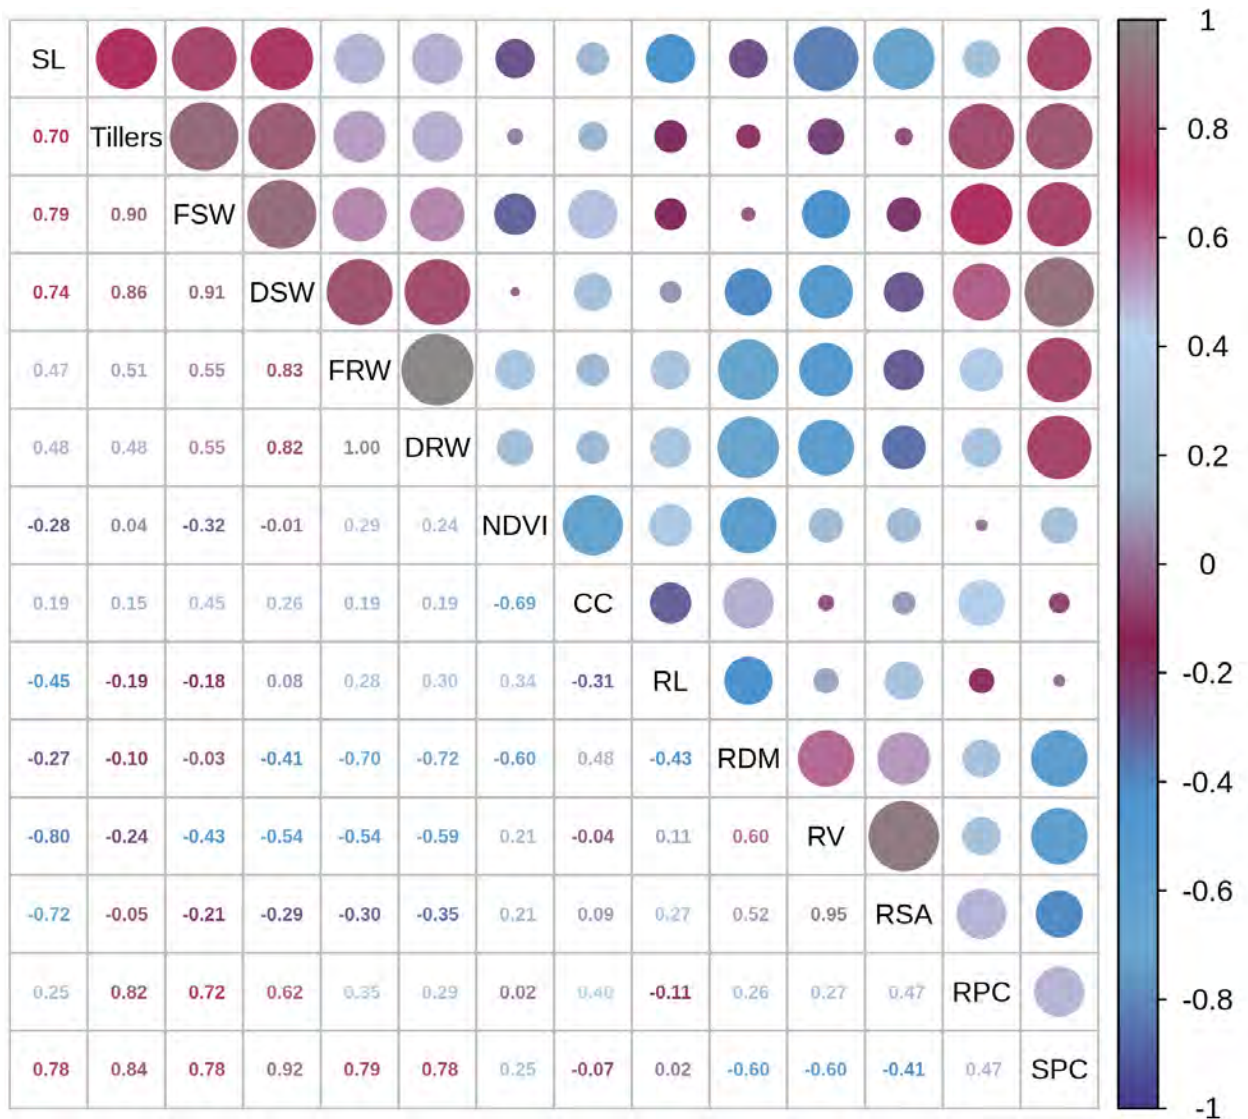 SL
0.70 Tillers
0.79 0.90 FSW
0.74 0.86 0.91 DSW
0.47 0.51 0.55 0.83 FRW
0.48 0.48 0.55 0.82 1.00 DRW
-0.28 0.04 -0.32 -0.01 0.29 0.24 NDVI
0.19 0.15 0.45 0.26 0.19 0.19 -0.69 CC
-0.45 -0.19 -0.18 0.08 0.28 0.30 0.34 -0.31 RL
-0.27 -0.10 -0.03 -0.41 -0.70 -0.72 -0.60 0.48 -0.43 RDM
-0.80 -0.24 -0.43 -0.54 -0.54 -0.59 0.21 -0.04 0.11 0.60 RV
-0.72 -0.05 -0.21 -0.29 -0.30 -0.35 0.21 0.09 0.27 0.52 0.95 RSA
0.25 0.82 0.72 0.62 0.35 0.29 0.02 0.40 -0.11 0.26 0.27 0.47 RPC
0.78 0.84 0.78 0.92 0.79 0.78 0.25 -0.07 0.02 -0.60 -0.60 -0.41 0.47 SPC
1
0.8
0.6
0.4
0.2
0
-0.2
-0.4
-0.6
-0.8
-1